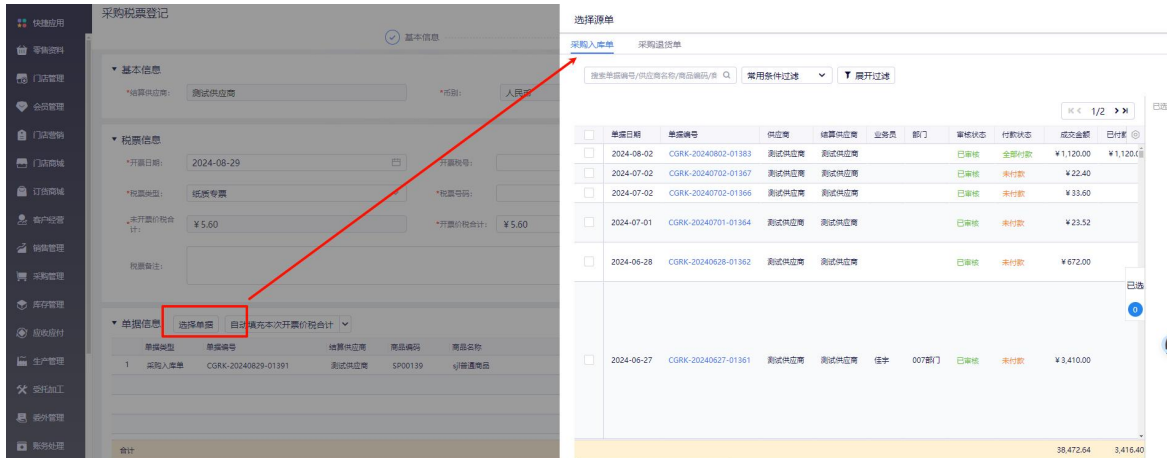 快捷应用
零售资料
门店管理
会员管理
门店营销
门店商城
订货商城
客户经营
销售管理
采购管理
库存管理
应收应付
生产管理
受托加工
委外管理
账务处理
采购税票登记
基本信息
基本信息
*结算供应商: 测试供应商 *币别: 人民币
税票信息
*开票日期: 2024-08-29 *开票税号:
*税票类型: 纸质专票 *税票号码:
*未开票价税合计: ¥5.60 *开票价税合计: ¥5.60
税票备注:
单据信息 选择单据 自动填充本次开票价税合计
单据类型 单据编号 结算供应商 商品编码 商品名称
1 采购入库单 CGRK-20240829-01391 测试供应商 SP00139 sjl普通商品
合计
选择源单
采购入库单 采购退货单
搜索单据编号/供应商名称/商品编码/ 常用条件过滤 展开过滤
1/2
已选
单据日期 单据编号 供应商 结算供应商 业务员 部门 审核状态 付款状态 成交金额 已付款
2024-08-02 CGRK-20240802-01383 测试供应商 测试供应商 已审核 全部付款 ¥1,120.00 ¥1,120.0
2024-07-02 CGRK-20240702-01367 测试供应商 测试供应商 已审核 未付款 ¥22.40
2024-07-02 CGRK-20240702-01366 测试供应商 测试供应商 已审核 未付款 ¥33.60
2024-07-01 CGRK-20240701-01364 测试供应商 测试供应商 已审核 未付款 ¥23.52
2024-06-28 CGRK-20240628-01362 测试供应商 测试供应商 已审核 未付款 ¥672.00
已选
0
2024-06-27 CGRK-20240627-01361 测试供应商 测试供应商 佳宇 007部门 已审核 未付款 ¥3,410.00
38,472.64 3,416.40